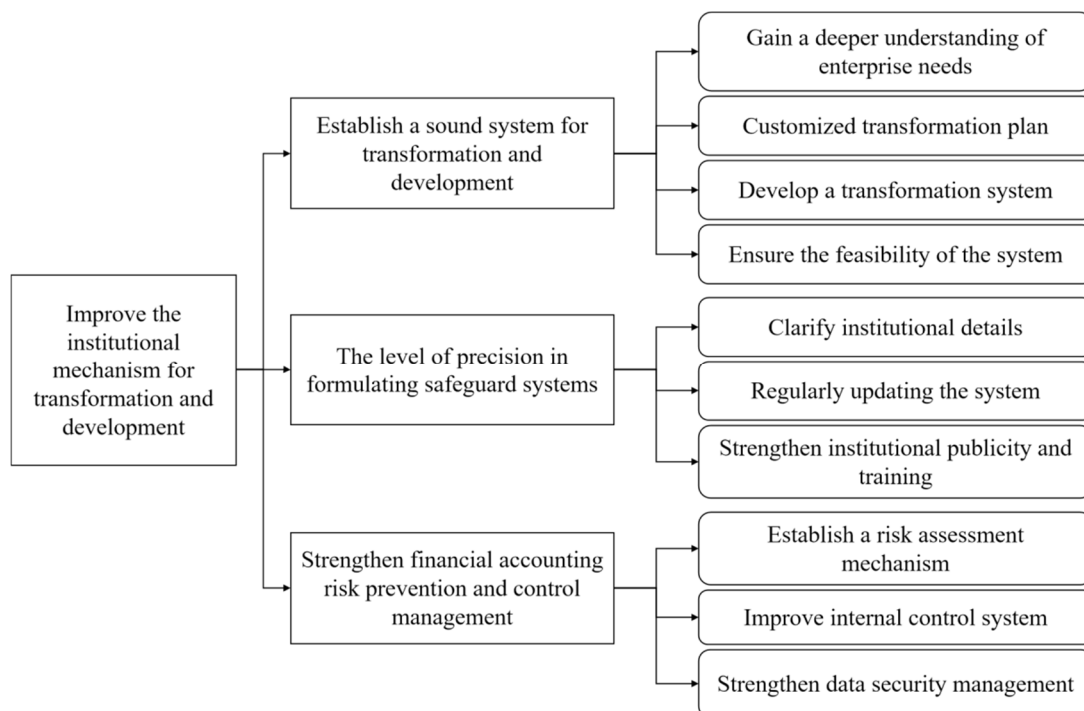 Improve the
institutional
mechanism for
transformation and
development
Establish a sound system for
transformation and
development
Gain a deeper understanding of
enterprise needs
Customized transformation plan
Develop a transformation system
Ensure the feasibility of the system
The level of precision in
formulating safeguard systems
Clarify institutional details
Regularly updating the system
Strengthen institutional publicity and
training
Strengthen financial accounting
risk prevention and control
management
Establish a risk assessment
mechanism
Improve internal control system
Strengthen data security management